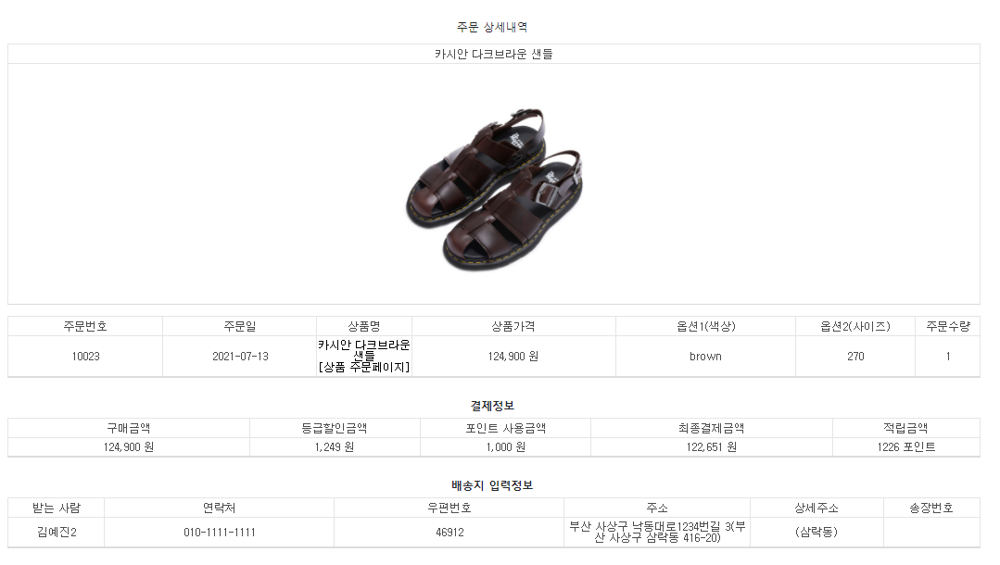 주문 상세내역
카시안 다크브라운 샌들
주문번호 주문일 상품명 상품가격 옵션1(색상) 옵션2(사이즈) 주문수량
10023 2021-07-13 카시안 다크브라운 샌들 [상품 주문페이지] 124,900 원 brown 270 1
결제정보
구매금액 등급할인금액 포인트 사용금액 최종결제금액 적립금액
124,900 원 1,249 원 1,000 원 122,651 원 1226 포인트
배송지 입력정보
받는 사람 연락처 우편번호 주소 상세주소 송장번호
김예진2 010-1111-1111 46912 부산 사상구 낙동대로1234번길 3(부산 사상구 삼락동 416-20) (삼락동)